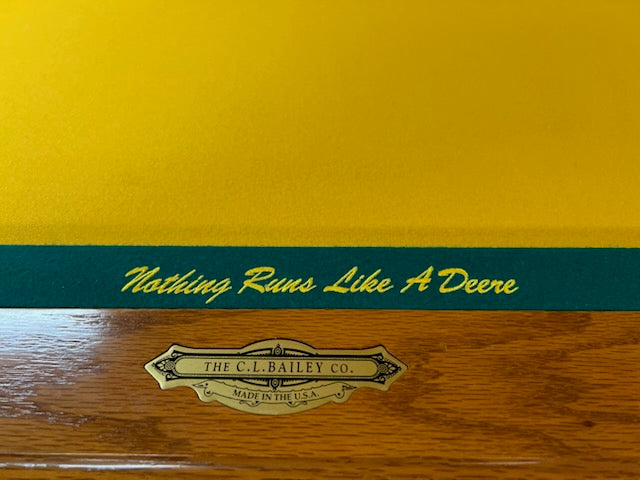 Nothing Runs Like A Deere
THE C.L.BAILEY CO.
MADE IN THE U.S.A.